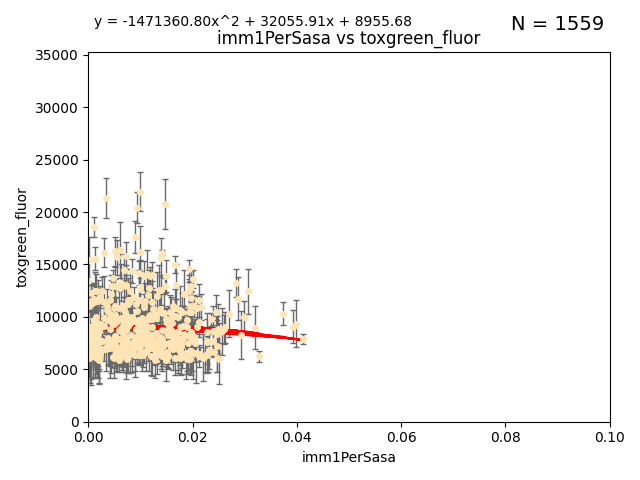 y = -1471360.80x^2 + 32055.91x + 8955.68
N = 1559
imm1PerSasa vs toxgreen_fluor
35000
30000
25000
20000
15000
10000
5000
0
toxgreen_fluor
0.00 0.02 0.04 0.06 0.08 0.10
imm1PerSasa